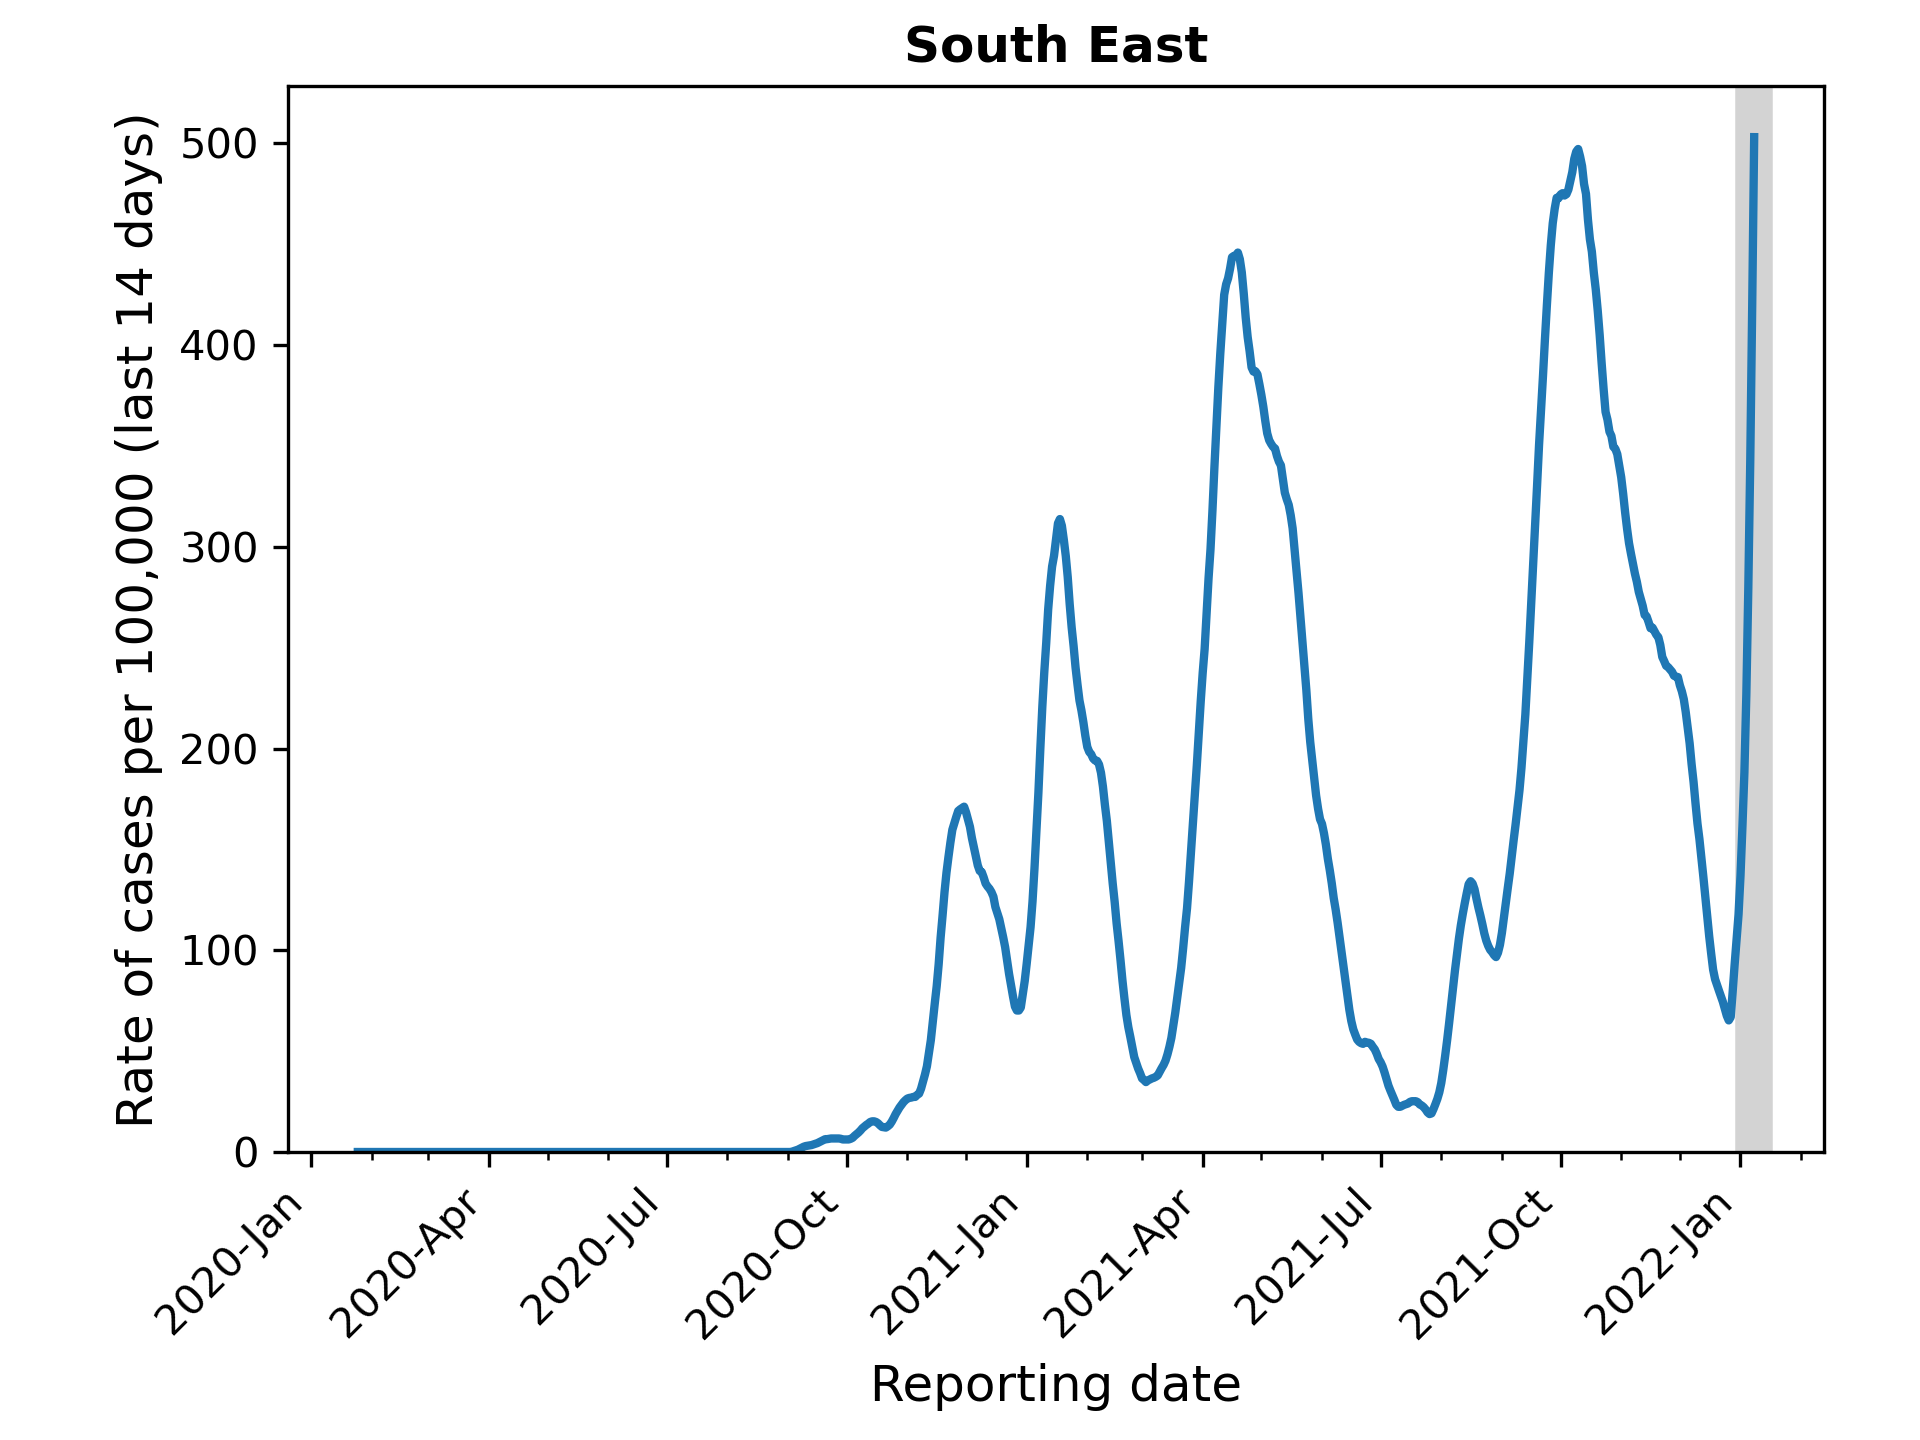 South East
Rate of cases per 100,000 (last 14 days)
500
400
300
200
100
0
2020-Jan
2020-Apr
2020-Jul
2020-Oct
2021-Jan
2021-Apr
2021-Jul
2021-Oct
2022-Jan
Reporting date